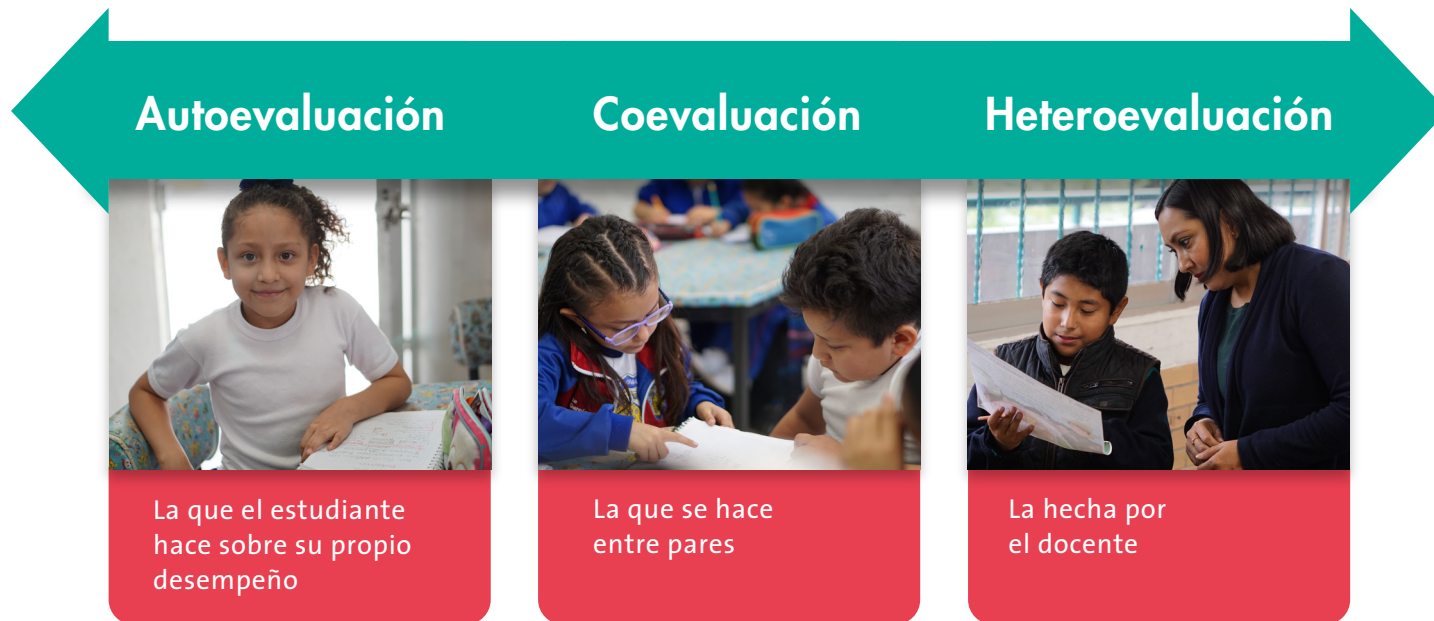 Autoevaluación
Coevaluación
Heteroevaluación
La que el estudiante
hace sobre su propio
desempeño
La que se hace
entre pares
La hecha por
el docente